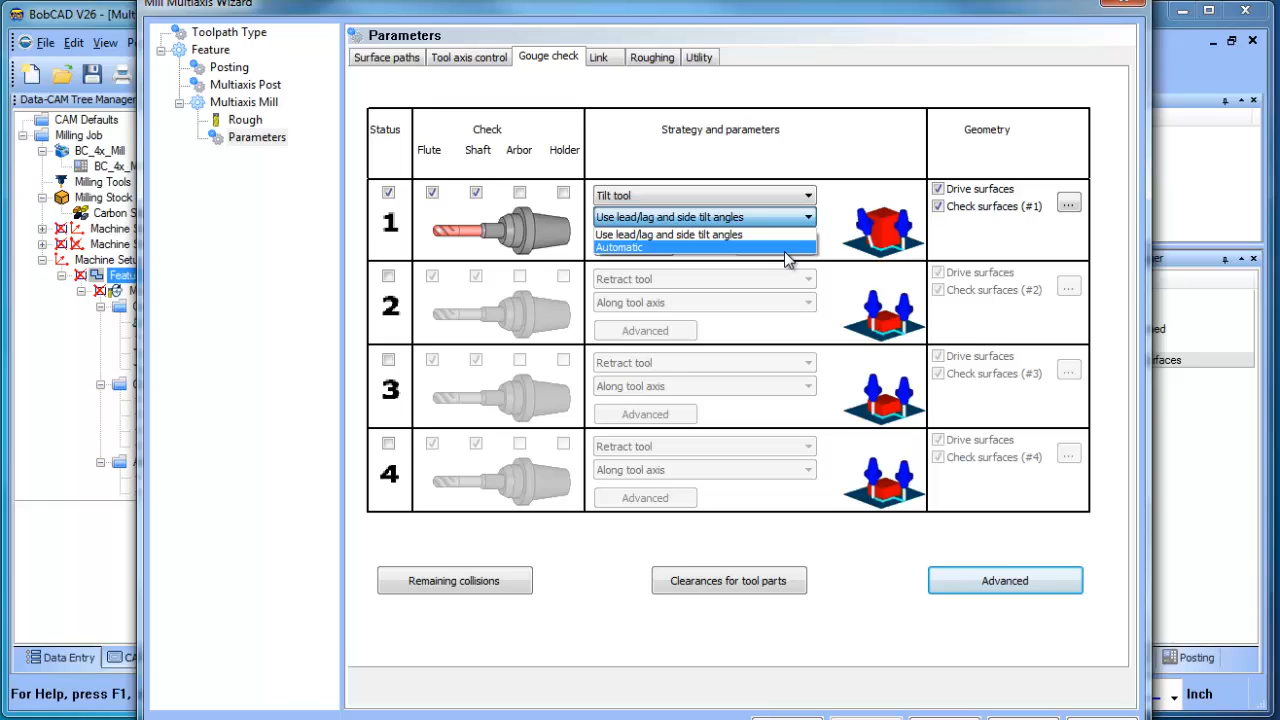 BobCAD V26 - [Mult
Mill Multiaxis Wizard
File Edit View
Data-CAM Tree Manager
CAM Defaults
Milling Job
BC_4x_Mill
BC_4x_M
Milling Tools
Milling Stock
Carbon S
Machine S
Machine S
Machine Setu
Featu
Data Entry
For Help, press F1,
Toolpath Type
Feature
Posting
Multiaxis Post
Multiaxis Mill
Rough
Parameters
Parameters
Surface paths Tool axis control Gouge check Link Roughing Utility
Status Check Strategy and parameters Geometry
Flute Shaft Arbor Holder
1
Tilt tool
Use lead/lag and side tilt angles
Use lead/lag and side tilt angles
Automatic
Drive surfaces
Check surfaces (#1)
...
2
Retract tool
Along tool axis
Advanced
Drive surfaces
Check surfaces (#2)
...
3
Retract tool
Along tool axis
Advanced
Drive surfaces
Check surfaces (#3)
...
4
Retract tool
Along tool axis
Advanced
Drive surfaces
Check surfaces (#4)
...
Remaining collisions Clearances for tool parts Advanced
ger
ed
faces
Posting
Inch